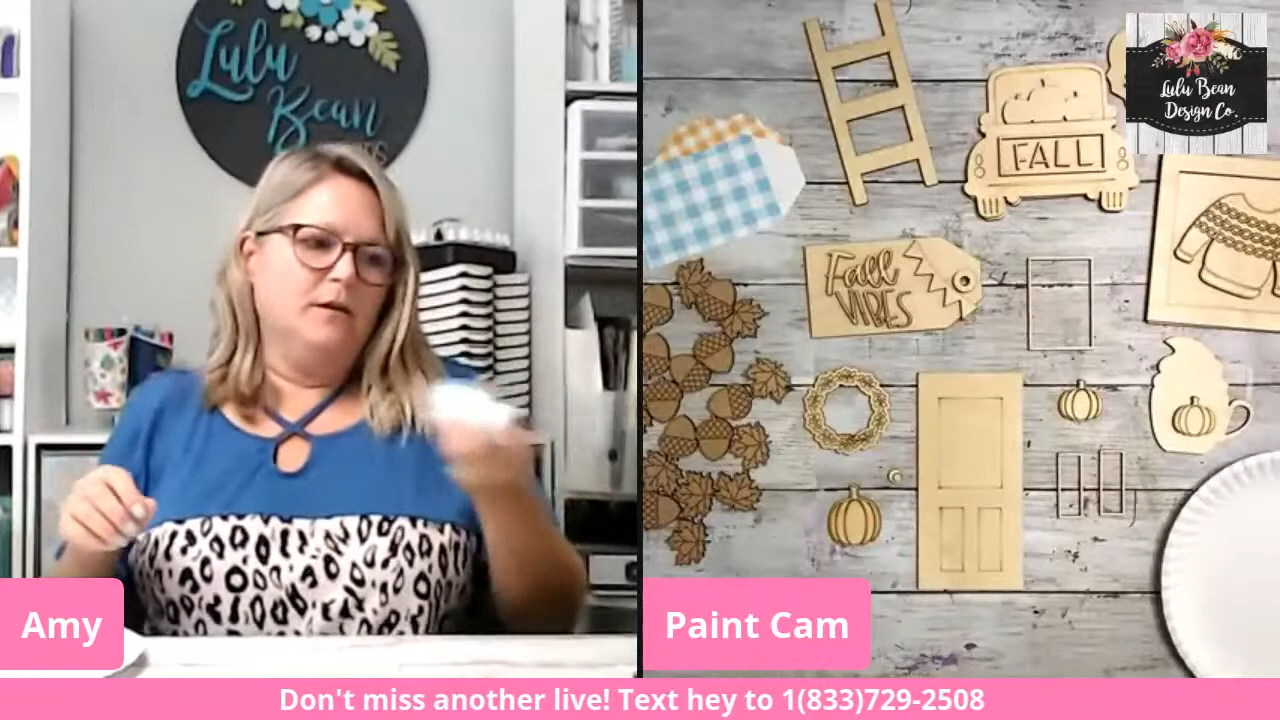 Lulu
Bean
Lulu Bean
Design Co.
FALL
Fall
VIBES
Amy
Paint Cam
Don't miss another live! Text hey to 1(833)729-2508